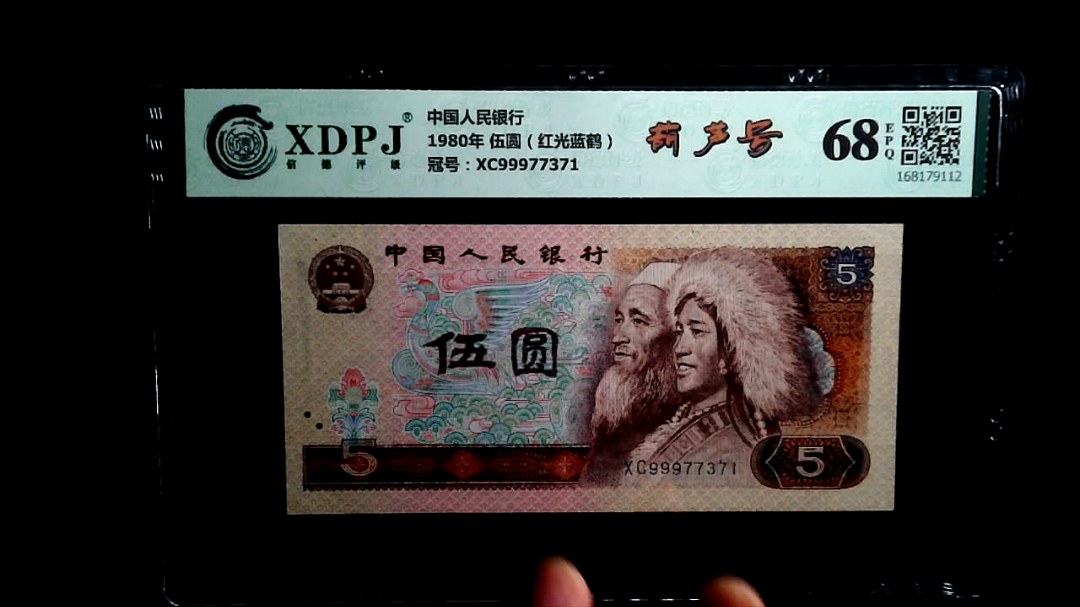 XDPJ®
信德评级
中国人民银行
1980年 伍圆（红光蓝鹤）
冠号：XC99977371
葫芦号
68
EPQ
168179112
中国人民银行
5
伍圆
5
XC99977371
5